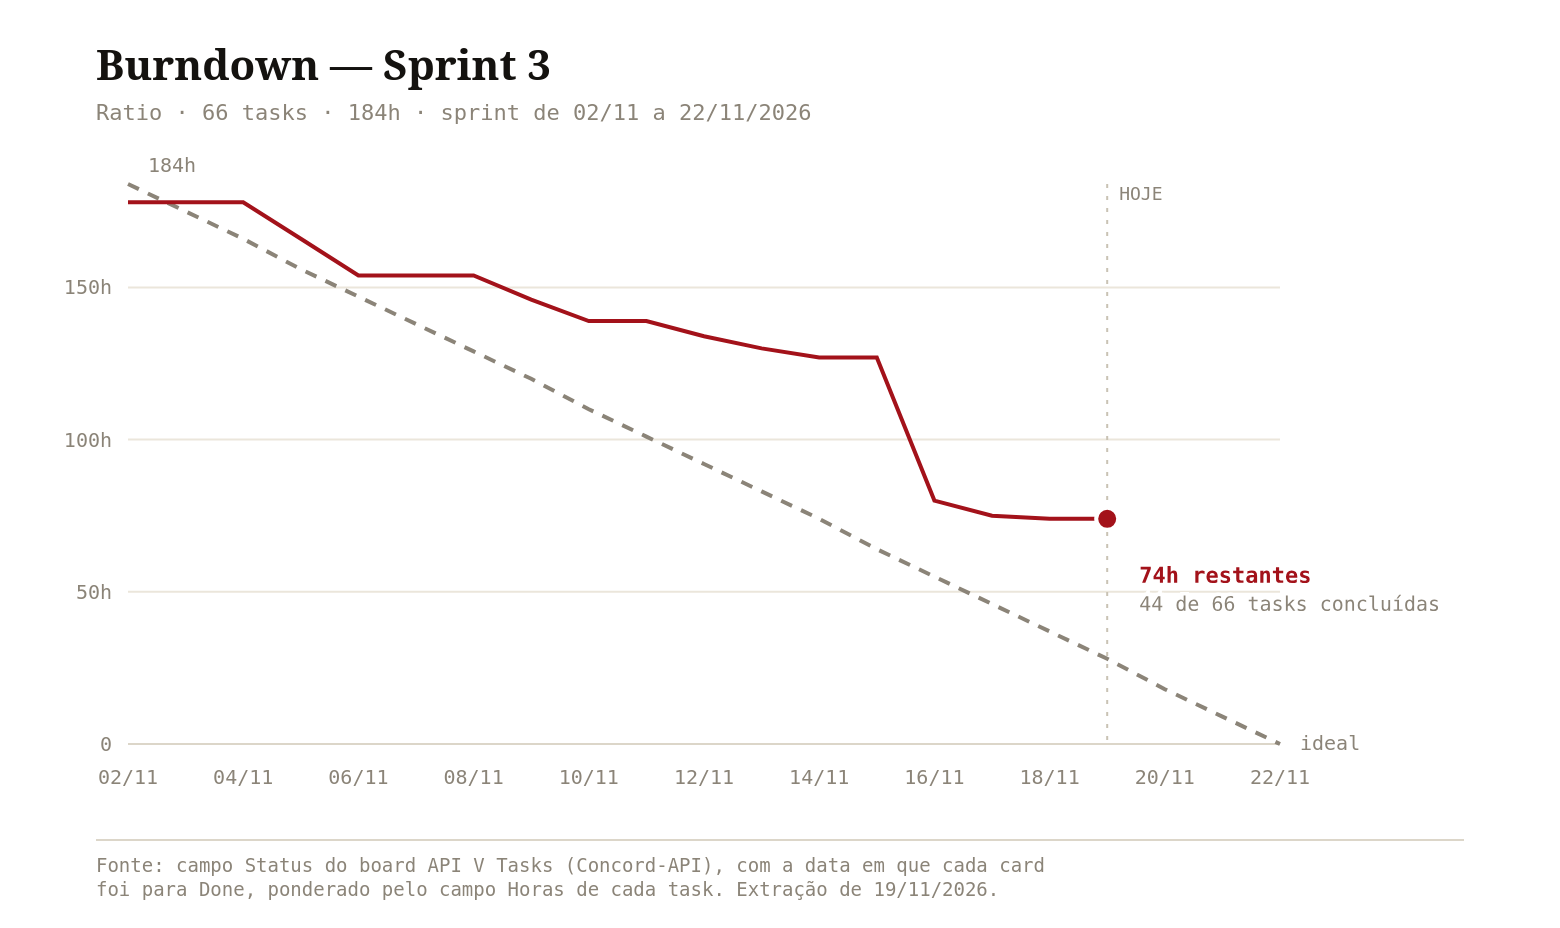 Burndown — Sprint 3
Ratio · 66 tasks · 184h · sprint de 02/11 a 22/11/2026
184h
HOJE
150h
100h
74h restantes
50h
44 de 66 tasks concluídas
0
ideal
02/11 04/11 06/11 08/11 10/11 12/11 14/11 16/11 18/11 20/11 22/11
Fonte: campo Status do board API V Tasks (Concord-API), com a data em que cada card
foi para Done, ponderado pelo campo Horas de cada task. Extração de 19/11/2026.